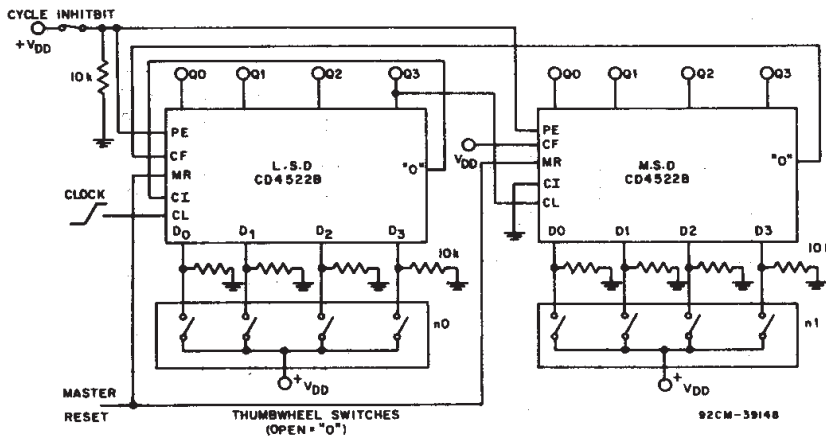 CYCLE INHITBIT
+VDD
10k
Q0 Q1 Q2 Q3
Q0 Q1 Q2 Q3
PE
CF
MR
CI
CL
L.S.D
CD4522B
"0"
VDD
PE
CF
MR
CI
CL
M.S.D
CD4522B
"0"
CLOCK
D0 D1 D2 D3
D0 D1 D2 D3
10k
10k
n0
n1
+VDD
+VDD
MASTER
RESET
THUMBWHEEL SWITCHES
(OPEN = "0")
92CM-39148